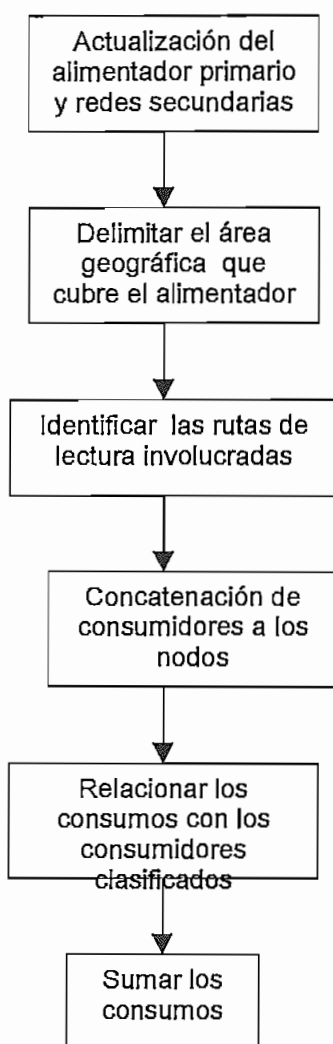 Actualización del
alimentador primario
y redes secundarias
Delimitar el área
geográfica que
cubre el alimentador
Identificar las rutas de
lectura involucradas
Concatenación de
consumidores a los
nodos
Relacionar los
consumos con los
consumidores
clasificados
Sumar los
consumos